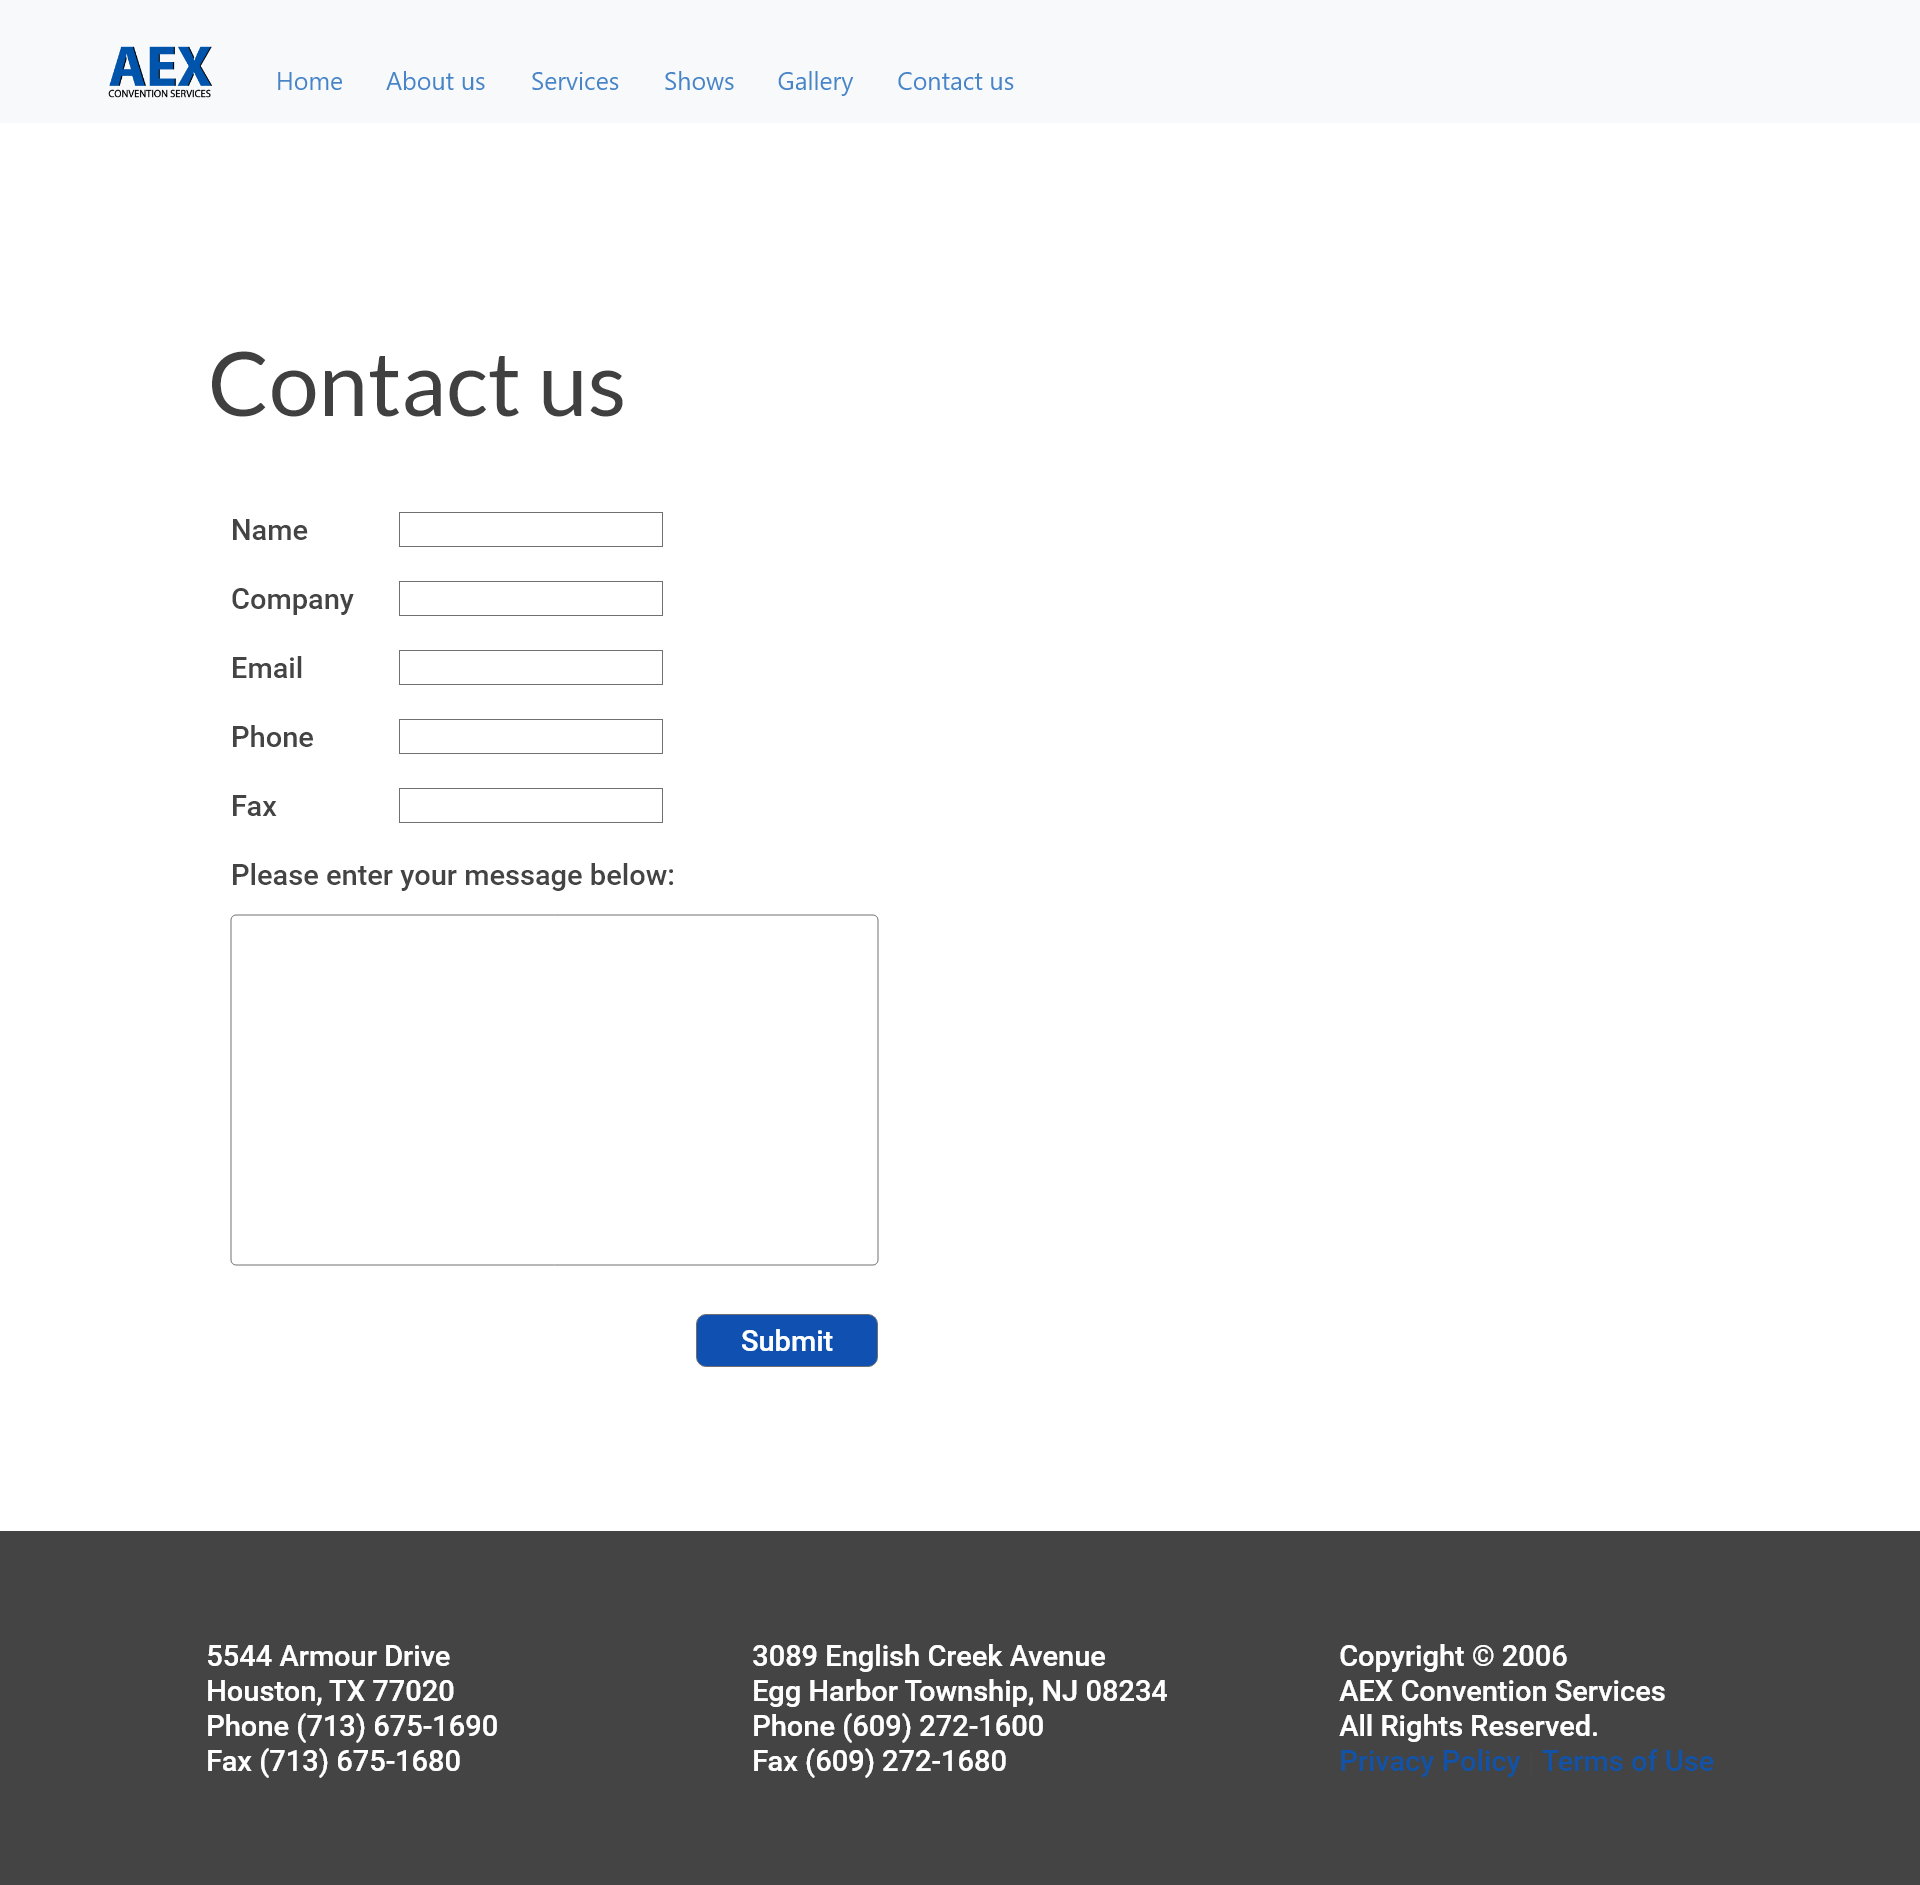 AEX
CONVENTION SERVICES
Home About us Services Shows Gallery Contact us
Contact us
Name
Company
Email
Phone
Fax
Please enter your message below:
Submit
5544 Armour Drive
Houston, TX 77020
Phone (713) 675-1690
Fax (713) 675-1680
3089 English Creek Avenue
Egg Harbor Township, NJ 08234
Phone (609) 272-1600
Fax (609) 272-1680
Copyright © 2006
AEX Convention Services
All Rights Reserved.
Privacy Policy | Terms of Use